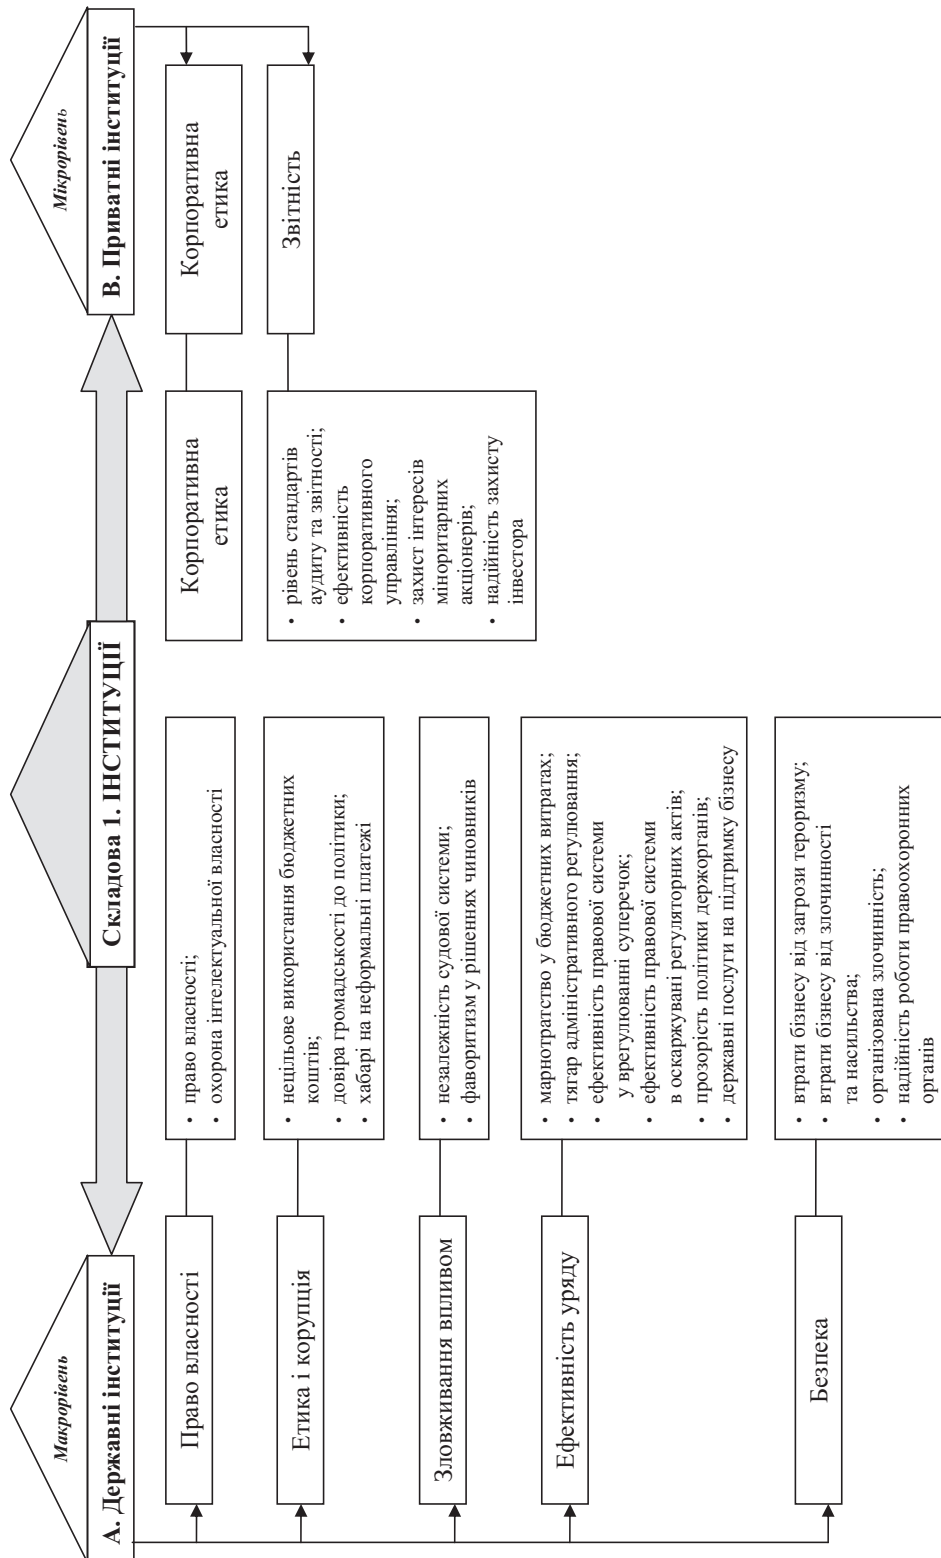 Макрорівень
А. Державні інституції
Складова 1. ІНСТИТУЦІЇ
Мікрорівень
В. Приватні інституції
Право власності
• право власності;
• охорона інтелектуальної власності
Етика і корупція
• нецільове використання бюджетних
коштів;
• довіра громадськості до політики;
• хабарі на неформальні платежі
Зловживання впливом
• незалежність судової системи;
• фаворитизм у рішеннях чиновників
Ефективність уряду
• марнотратство у бюджетних витратах;
• тягар адміністративного регулювання;
• ефективність правової системи
у врегулюванні суперечок;
• ефективність правової системи
в оскаржувані регуляторних актів;
• прозорість політики держорганів;
• державні послуги на підтримку бізнесу
Безпека
• втрати бізнесу від загрози тероризму;
• втрати бізнесу від злочинності
та насильства;
• організована злочинність;
• надійність роботи правоохоронних
органів
Корпоративна
етика
Корпоративна
етика
• рівень стандартів
аудиту та звітності;
• ефективність
корпоративного
управління;
• захист інтересів
міноритарних
акціонерів;
• надійність захисту
інвестора
Звітність